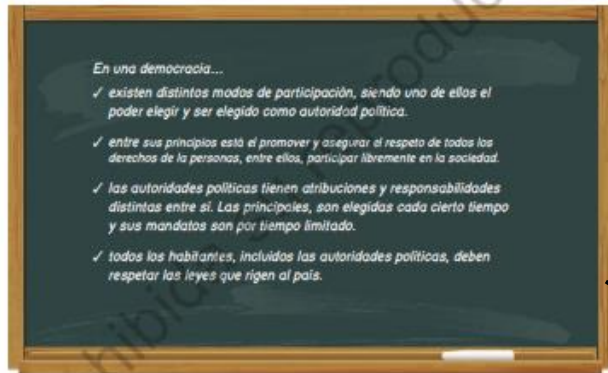 En una democracia...
✓ existen distintos modos de participación, siendo uno de ellos el
poder elegir y ser elegido como autoridad política.
✓ entre sus principios está el promover y asegurar el respeto de todos los
derechos de la personas, entre ellos, participar libremente en la sociedad.
✓ las autoridades políticas tienen atribuciones y responsabilidades
distintas entre sí. Las principales, son elegidas cada cierto tiempo
y sus mandatos son por tiempo limitado.
✓ todos los habitantes, incluidos las autoridades políticas, deben
respetar las leyes que rigen al país.